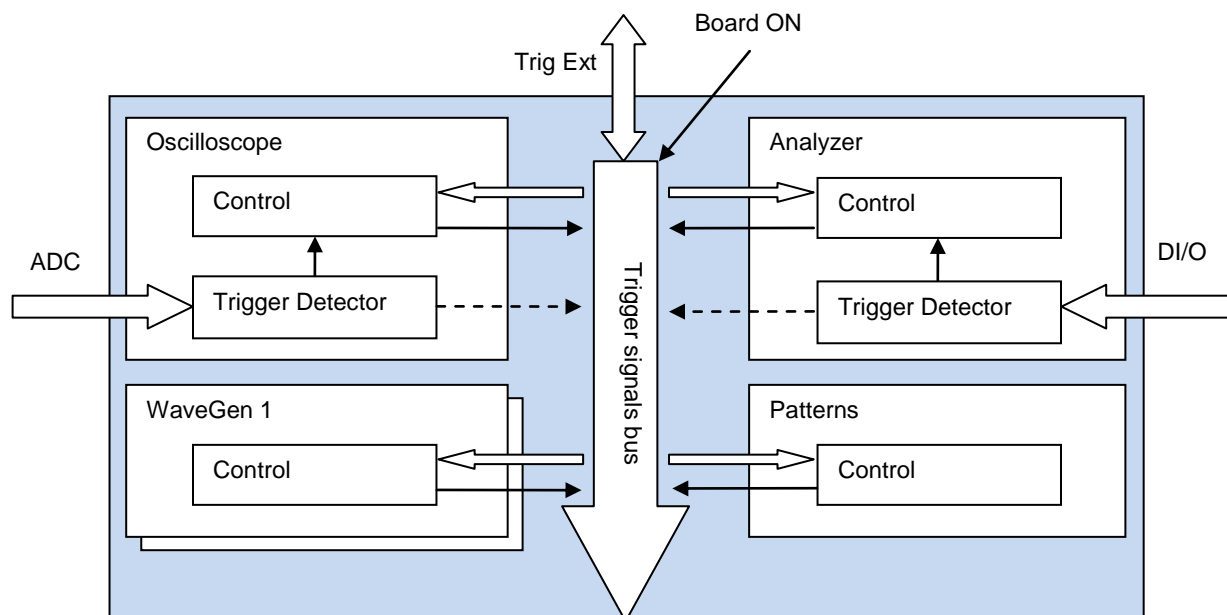 Board ON
Trig Ext
Oscilloscope
Control
Trigger Detector
ADC
WaveGen 1
Control
Trigger signals bus
Analyzer
Control
Trigger Detector
DI/O
Patterns
Control